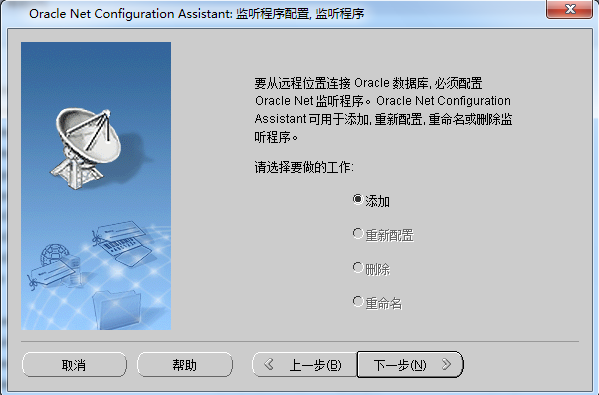 Oracle Net Configuration Assistant: 监听程序配置, 监听程序
要从远程位置连接 Oracle 数据库, 必须配置
Oracle Net 监听程序。Oracle Net Configuration
Assistant 可用于添加, 重新配置, 重命名或删除监
听程序。
请选择要做的工作:
添加
重新配置
删除
重命名
取消
帮助
上一步(B)
下一步(N)